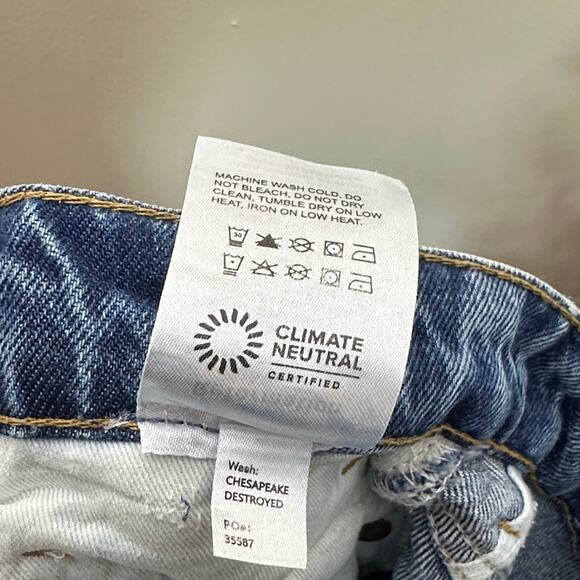 MACHINE WASH COLD, DO
NOT BLEACH, DO NOT DRY
CLEAN, TUMBLE DRY ON LOW
HEAT, IRON ON LOW HEAT.
30
CLIMATE
NEUTRAL
CERTIFIED
Wash:
CHESAPEAKE
DESTROYED
PO#:
35587